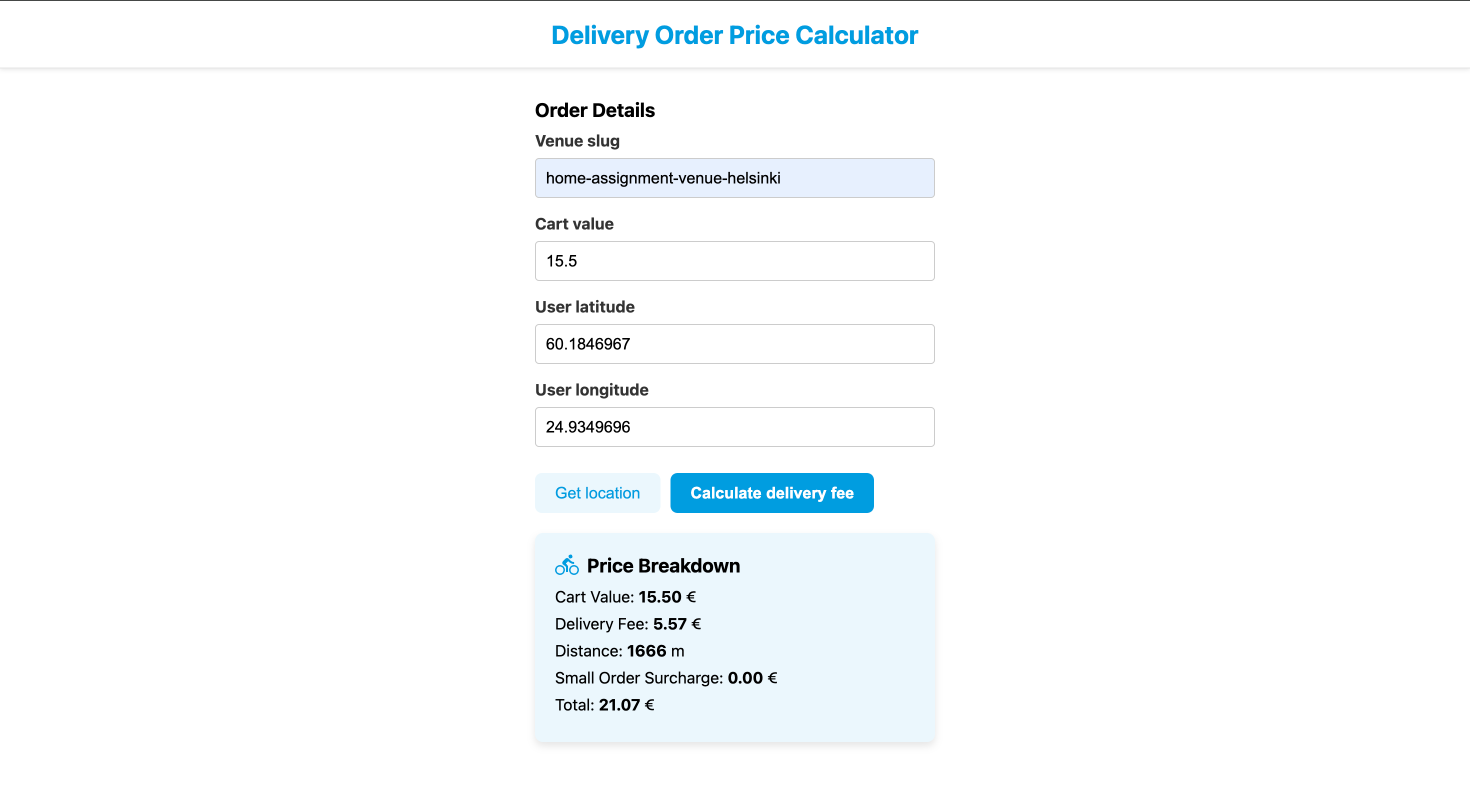 Delivery Order Price Calculator
Order Details
Venue slug
home-assignment-venue-helsinki
Cart value
15.5
User latitude
60.1846967
User longitude
24.9349696
Get location Calculate delivery fee
Price Breakdown
Cart Value: 15.50 €
Delivery Fee: 5.57 €
Distance: 1666 m
Small Order Surcharge: 0.00 €
Total: 21.07 €